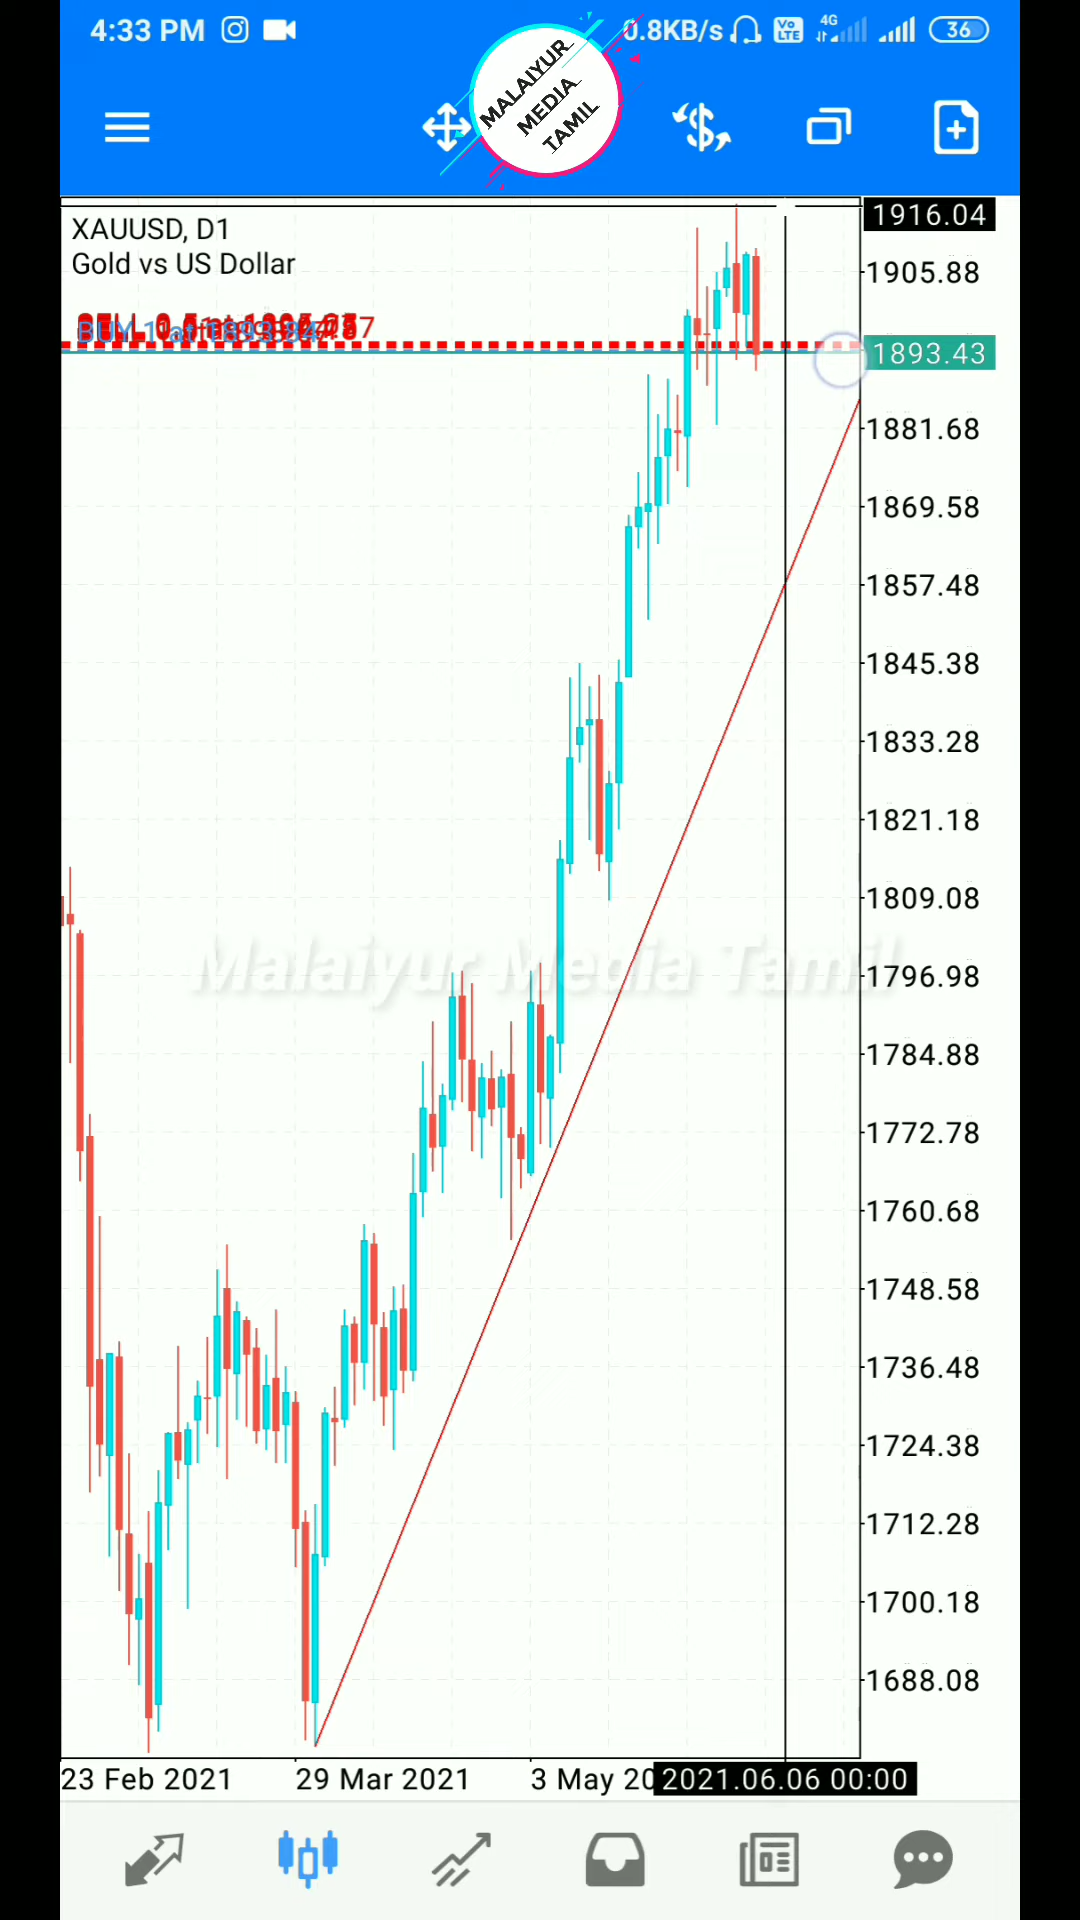 4:33 PM
0.8KB/s
Vo
LTE
4G
36
MALAIYUR
MEDIA
TAMIL
XAUUSD, D1
Gold vs US Dollar
1916.04
1905.88
1893.43
1881.68
1869.58
1857.48
1845.38
1833.28
1821.18
1809.08
Malaiyur Media Tamil
1796.98
1784.88
1772.78
1760.68
1748.58
1736.48
1724.38
1712.28
1700.18
1688.08
23 Feb 2021 29 Mar 2021 3 May 2021.06.06 00:00